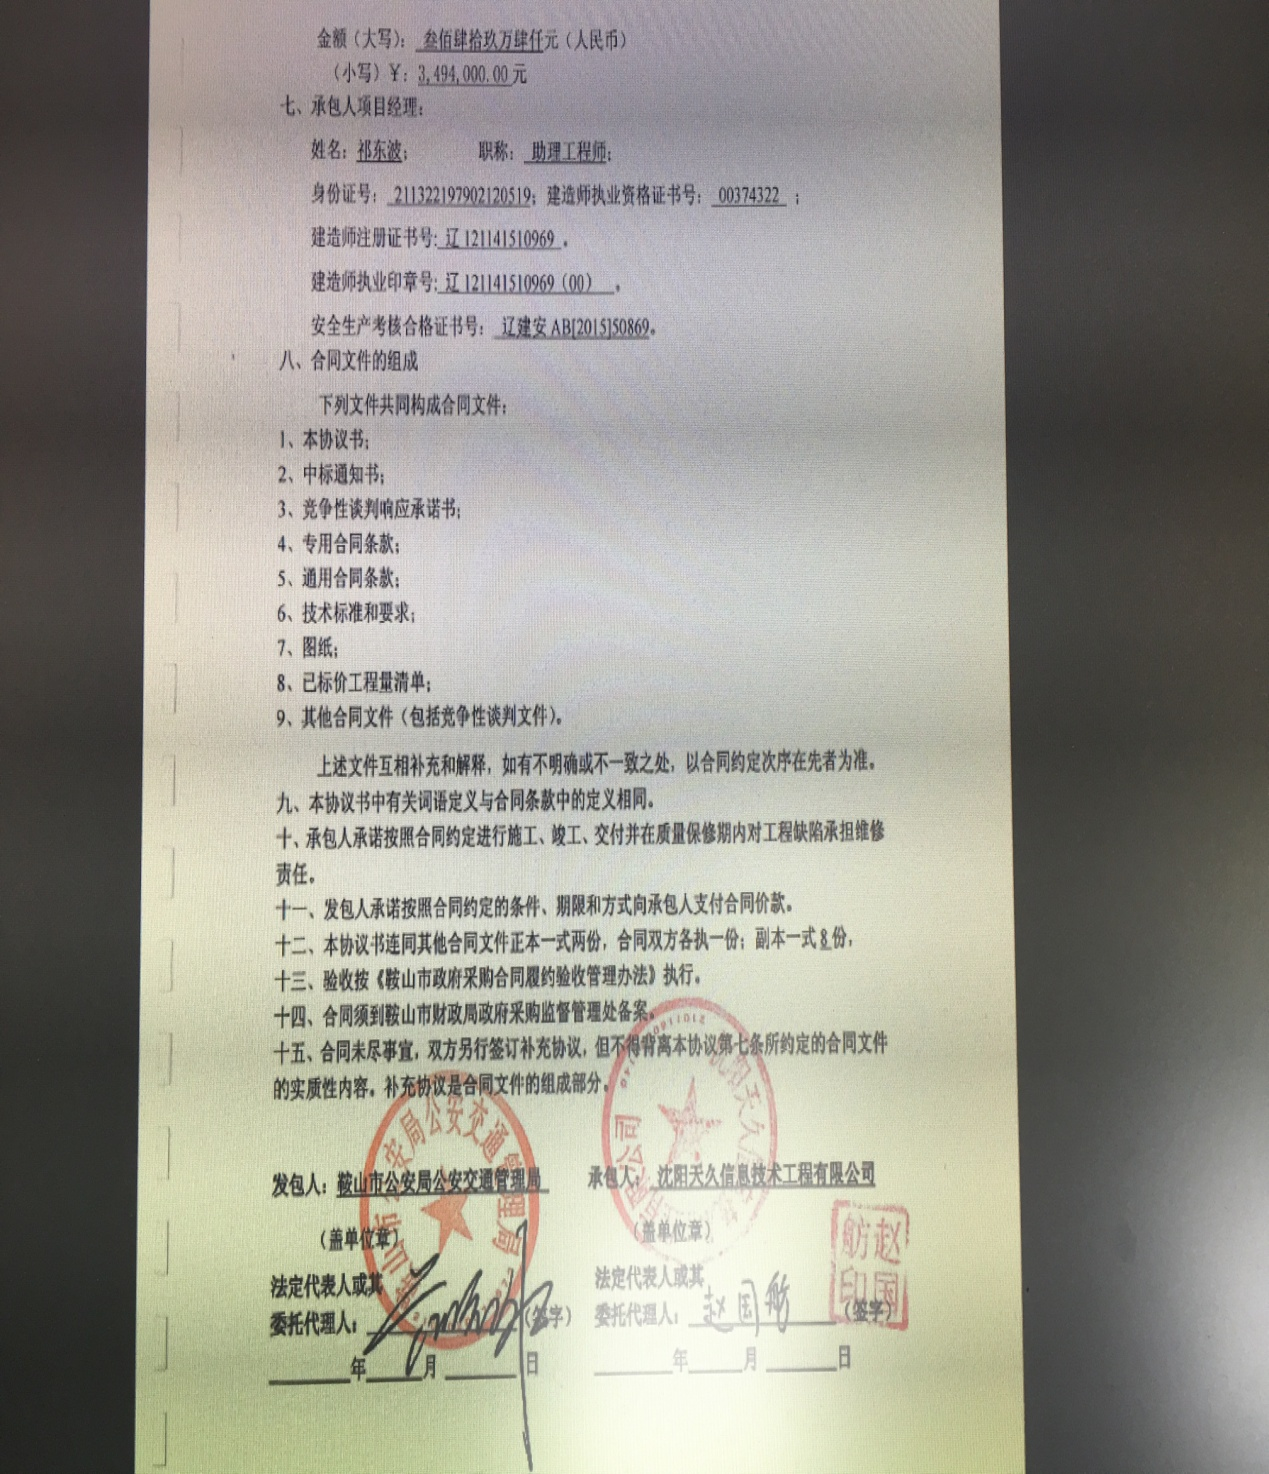 金额（大写）：叁佰肆拾玖万肆仟元（人民币）
（小写）¥：3,494,000.00元
七、承包人项目经理：
姓名：祁东波； 职称：助理工程师；
身份证号：211322197902120519；建造师执业资格证书号：00374322；
建造师注册证书号：辽121141510969。
建造师执业印章号：辽121141510969（00）。
安全生产考核合格证书号：辽建安AB[2015]50869。
八、合同文件的组成
下列文件共同构成合同文件；
1、本协议书；
2、中标通知书；
3、竞争性谈判响应承诺书；
4、专用合同条款；
5、通用合同条款；
6、技术标准和要求；
7、图纸；
8、已标价工程量清单；
9、其他合同文件（包括竞争性谈判文件）。
上述文件互相补充和解释，如有不明确或不一致之处，以合同约定次序在先者为准。
九、本协议书中有关词语定义与合同条款中的定义相同。
十、承包人承诺按照合同约定进行施工、竣工、交付并在质量保修期内对工程缺陷承担维修
责任。
十一、发包人承诺按照合同约定的条件、期限和方式向承包人支付合同价款。
十二、本协议书连同其他合同文件正本一式两份，合同双方各执一份；副本一式8份，
十三、验收按《鞍山市政府采购合同履约验收管理办法》执行。
十四、合同须到鞍山市财政局政府采购监督管理处备案。
十五、合同未尽事宜，双方另行签订补充协议，但不得背离本协议第七条所约定的合同文件
的实质性内容。补充协议是合同文件的组成部分。
发包人：鞍山市公安局公安交通管理局 承包人：沈阳天久信息技术工程有限公司
（盖单位章） （盖单位章）
赵国舫印
法定代表人或其 法定代表人或其
委托代理人： （签字） 委托代理人：赵国舫（签字）
年 月 日 年 月 日